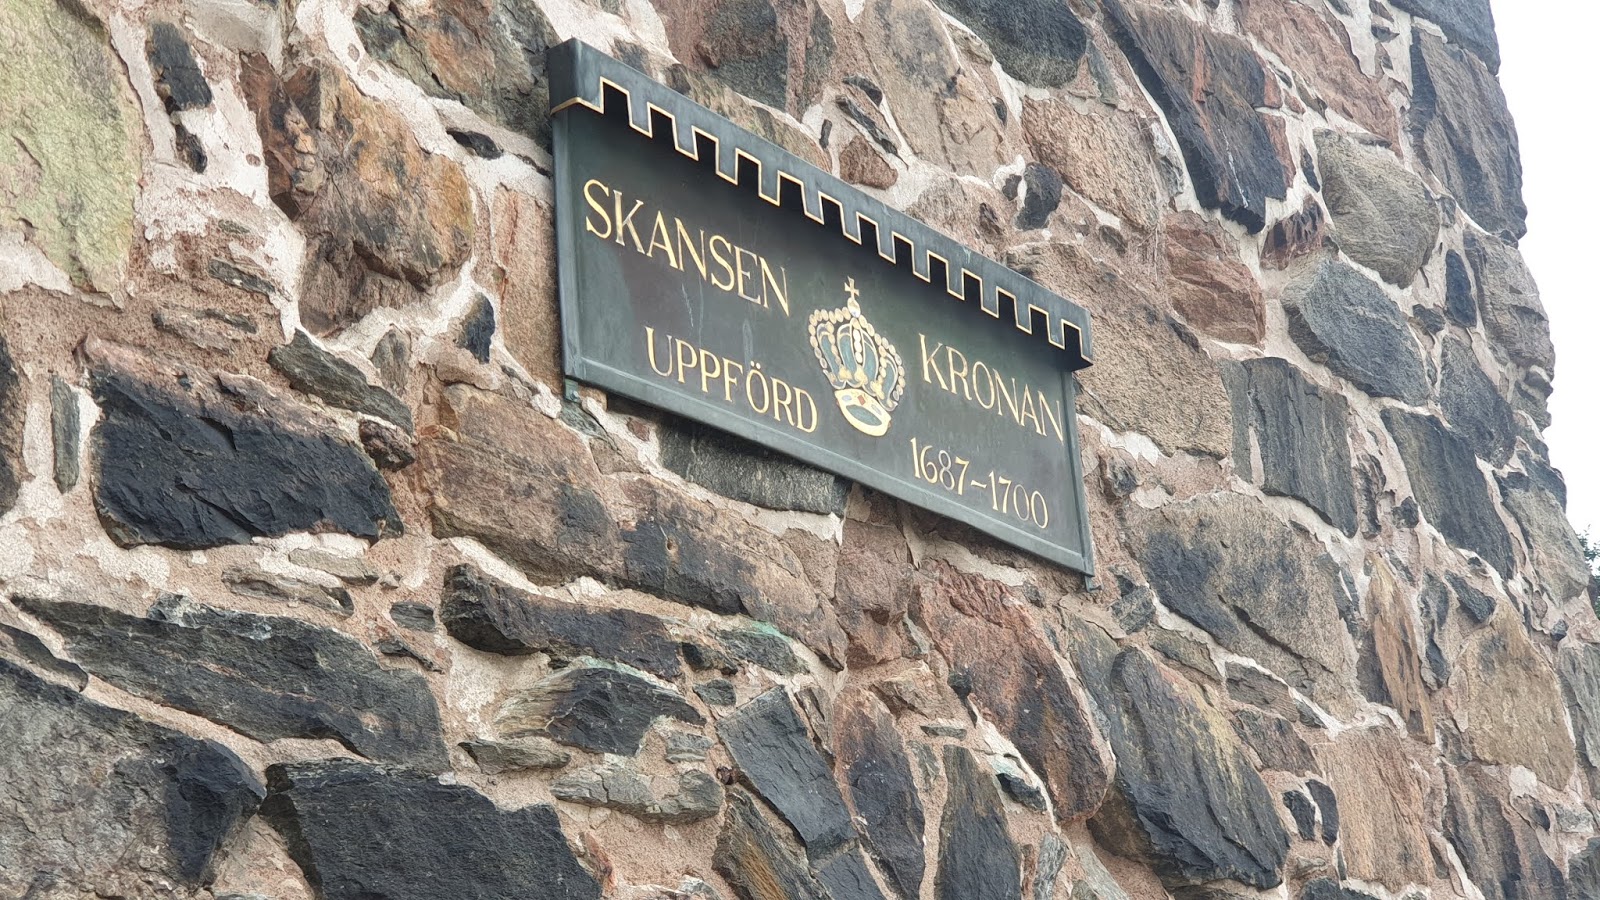 SKANSEN KRONAN
UPPFÖRD 1687-1700